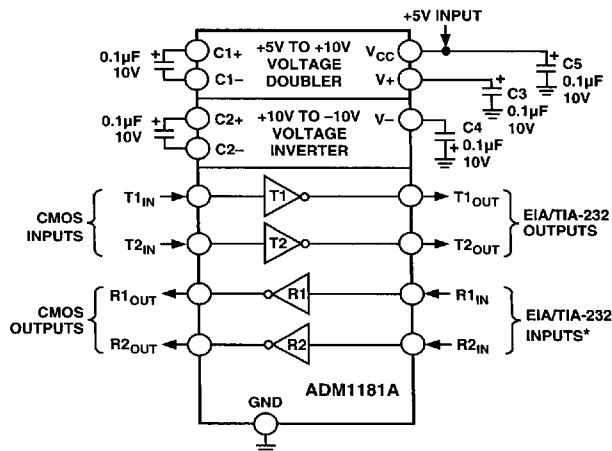 +5V INPUT
0.1µF
10V
C1+
C1–
+5V TO +10V
VOLTAGE
DOUBLER
VCC
V+
C5
0.1µF
10V
C3
0.1µF
10V
0.1µF
10V
C2+
C2–
+10V TO –10V
VOLTAGE
INVERTER
V–
C4
0.1µF
10V
CMOS
INPUTS
T1IN
T1
T1OUT
T2IN
T2
T2OUT
EIA/TIA-232
OUTPUTS
CMOS
OUTPUTS
R1OUT
R1
R1IN
R2OUT
R2
R2IN
EIA/TIA-232
INPUTS*
ADM1181A
GND